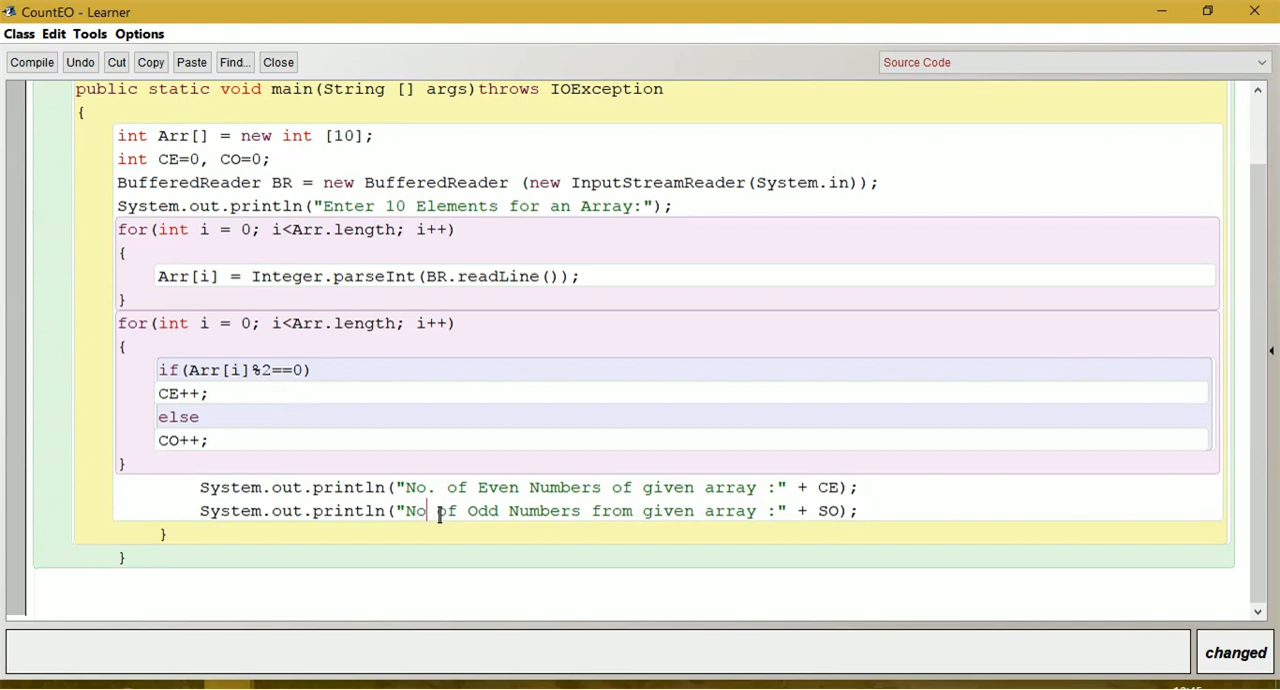 CountEO - Learner
Class Edit Tools Options
Compile Undo Cut Copy Paste Find... Close Source Code
public static void main(String [] args)throws IOException
{
int Arr[] = new int [10];
int CE=0, CO=0;
BufferedReader BR = new BufferedReader (new InputStreamReader(System.in));
System.out.println("Enter 10 Elements for an Array:");
for(int i = 0; i<Arr.length; i++)
{
Arr[i] = Integer.parseInt(BR.readLine());
}
for(int i = 0; i<Arr.length; i++)
{
if(Arr[i]%2==0)
CE++;
else
CO++;
}
System.out.println("No. of Even Numbers of given array :" + CE);
System.out.println("No of Odd Numbers from given array :" + SO);
}
}
changed